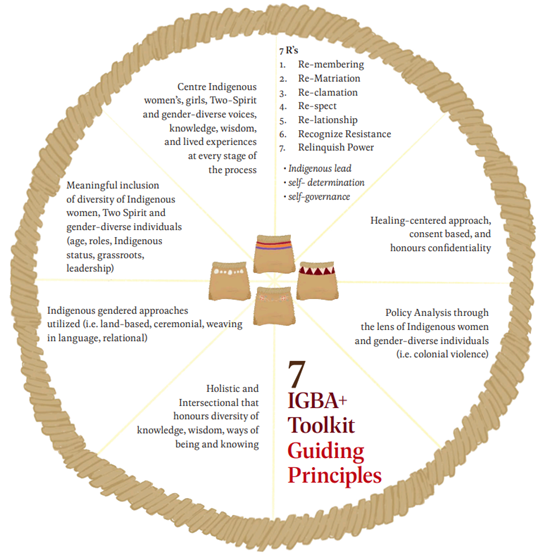 7 R's
1. Re-membering
2. Re-Matriation
3. Re-clamation
4. Re-spect
5. Re-lationship
6. Recognize Resistance
7. Relinquish Power
• Indigenous lead
• self- determination
• self-governance
Healing-centered approach,
consent based, and
honours confidentiality
Policy Analysis through
the lens of Indigenous women
and gender-diverse individuals
(i.e. colonial violence)
7
IGBA+
Toolkit
Guiding
Principles
Holistic and
Intersectional that
honours diversity of
knowledge, wisdom, ways of
being and knowing
Indigenous gendered approaches
utilized (i.e. land-based, ceremonial, weaving
in language, relational)
Meaningful inclusion
of diversity of Indigenous
women, Two Spirit and
gender-diverse individuals
(age, roles, Indigenous
status, grassroots,
leadership)
Centre Indigenous
women's, girls, Two-Spirit
and gender-diverse voices,
knowledge, wisdom,
and lived experiences
at every stage of
the process